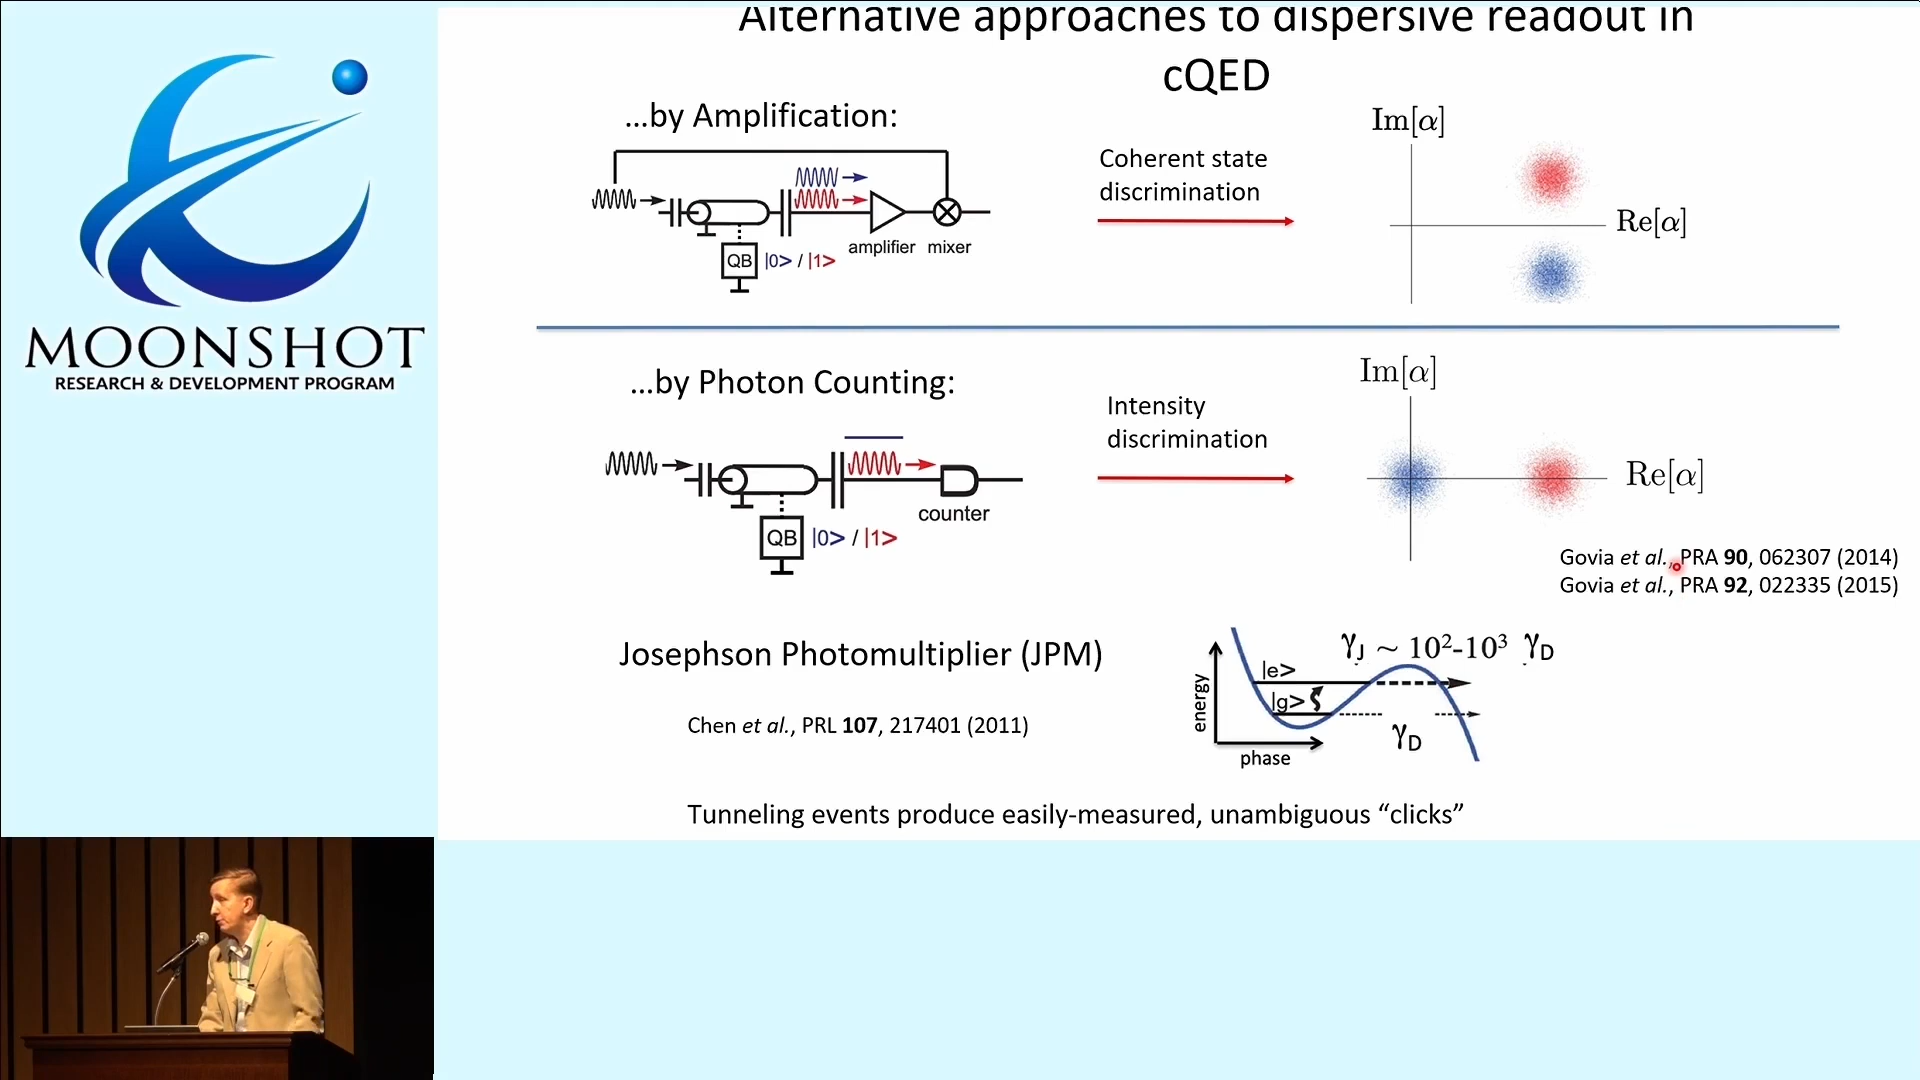 MOONSHOT
RESEARCH & DEVELOPMENT PROGRAM
Alternative approaches to dispersive readout in
cQED
...by Amplification:
amplifier mixer
QB |0> / |1>
Coherent state
discrimination
Im[α]
Re[α]
...by Photon Counting:
counter
QB |0> / |1>
Intensity
discrimination
Im[α]
Re[α]
Govia et al., PRA 90, 062307 (2014)
Govia et al., PRA 92, 022335 (2015)
Josephson Photomultiplier (JPM)
Chen et al., PRL 107, 217401 (2011)
γJ ~ 10²-10³ γD
|e>
|g>
γD
energy
phase
Tunneling events produce easily-measured, unambiguous “clicks”